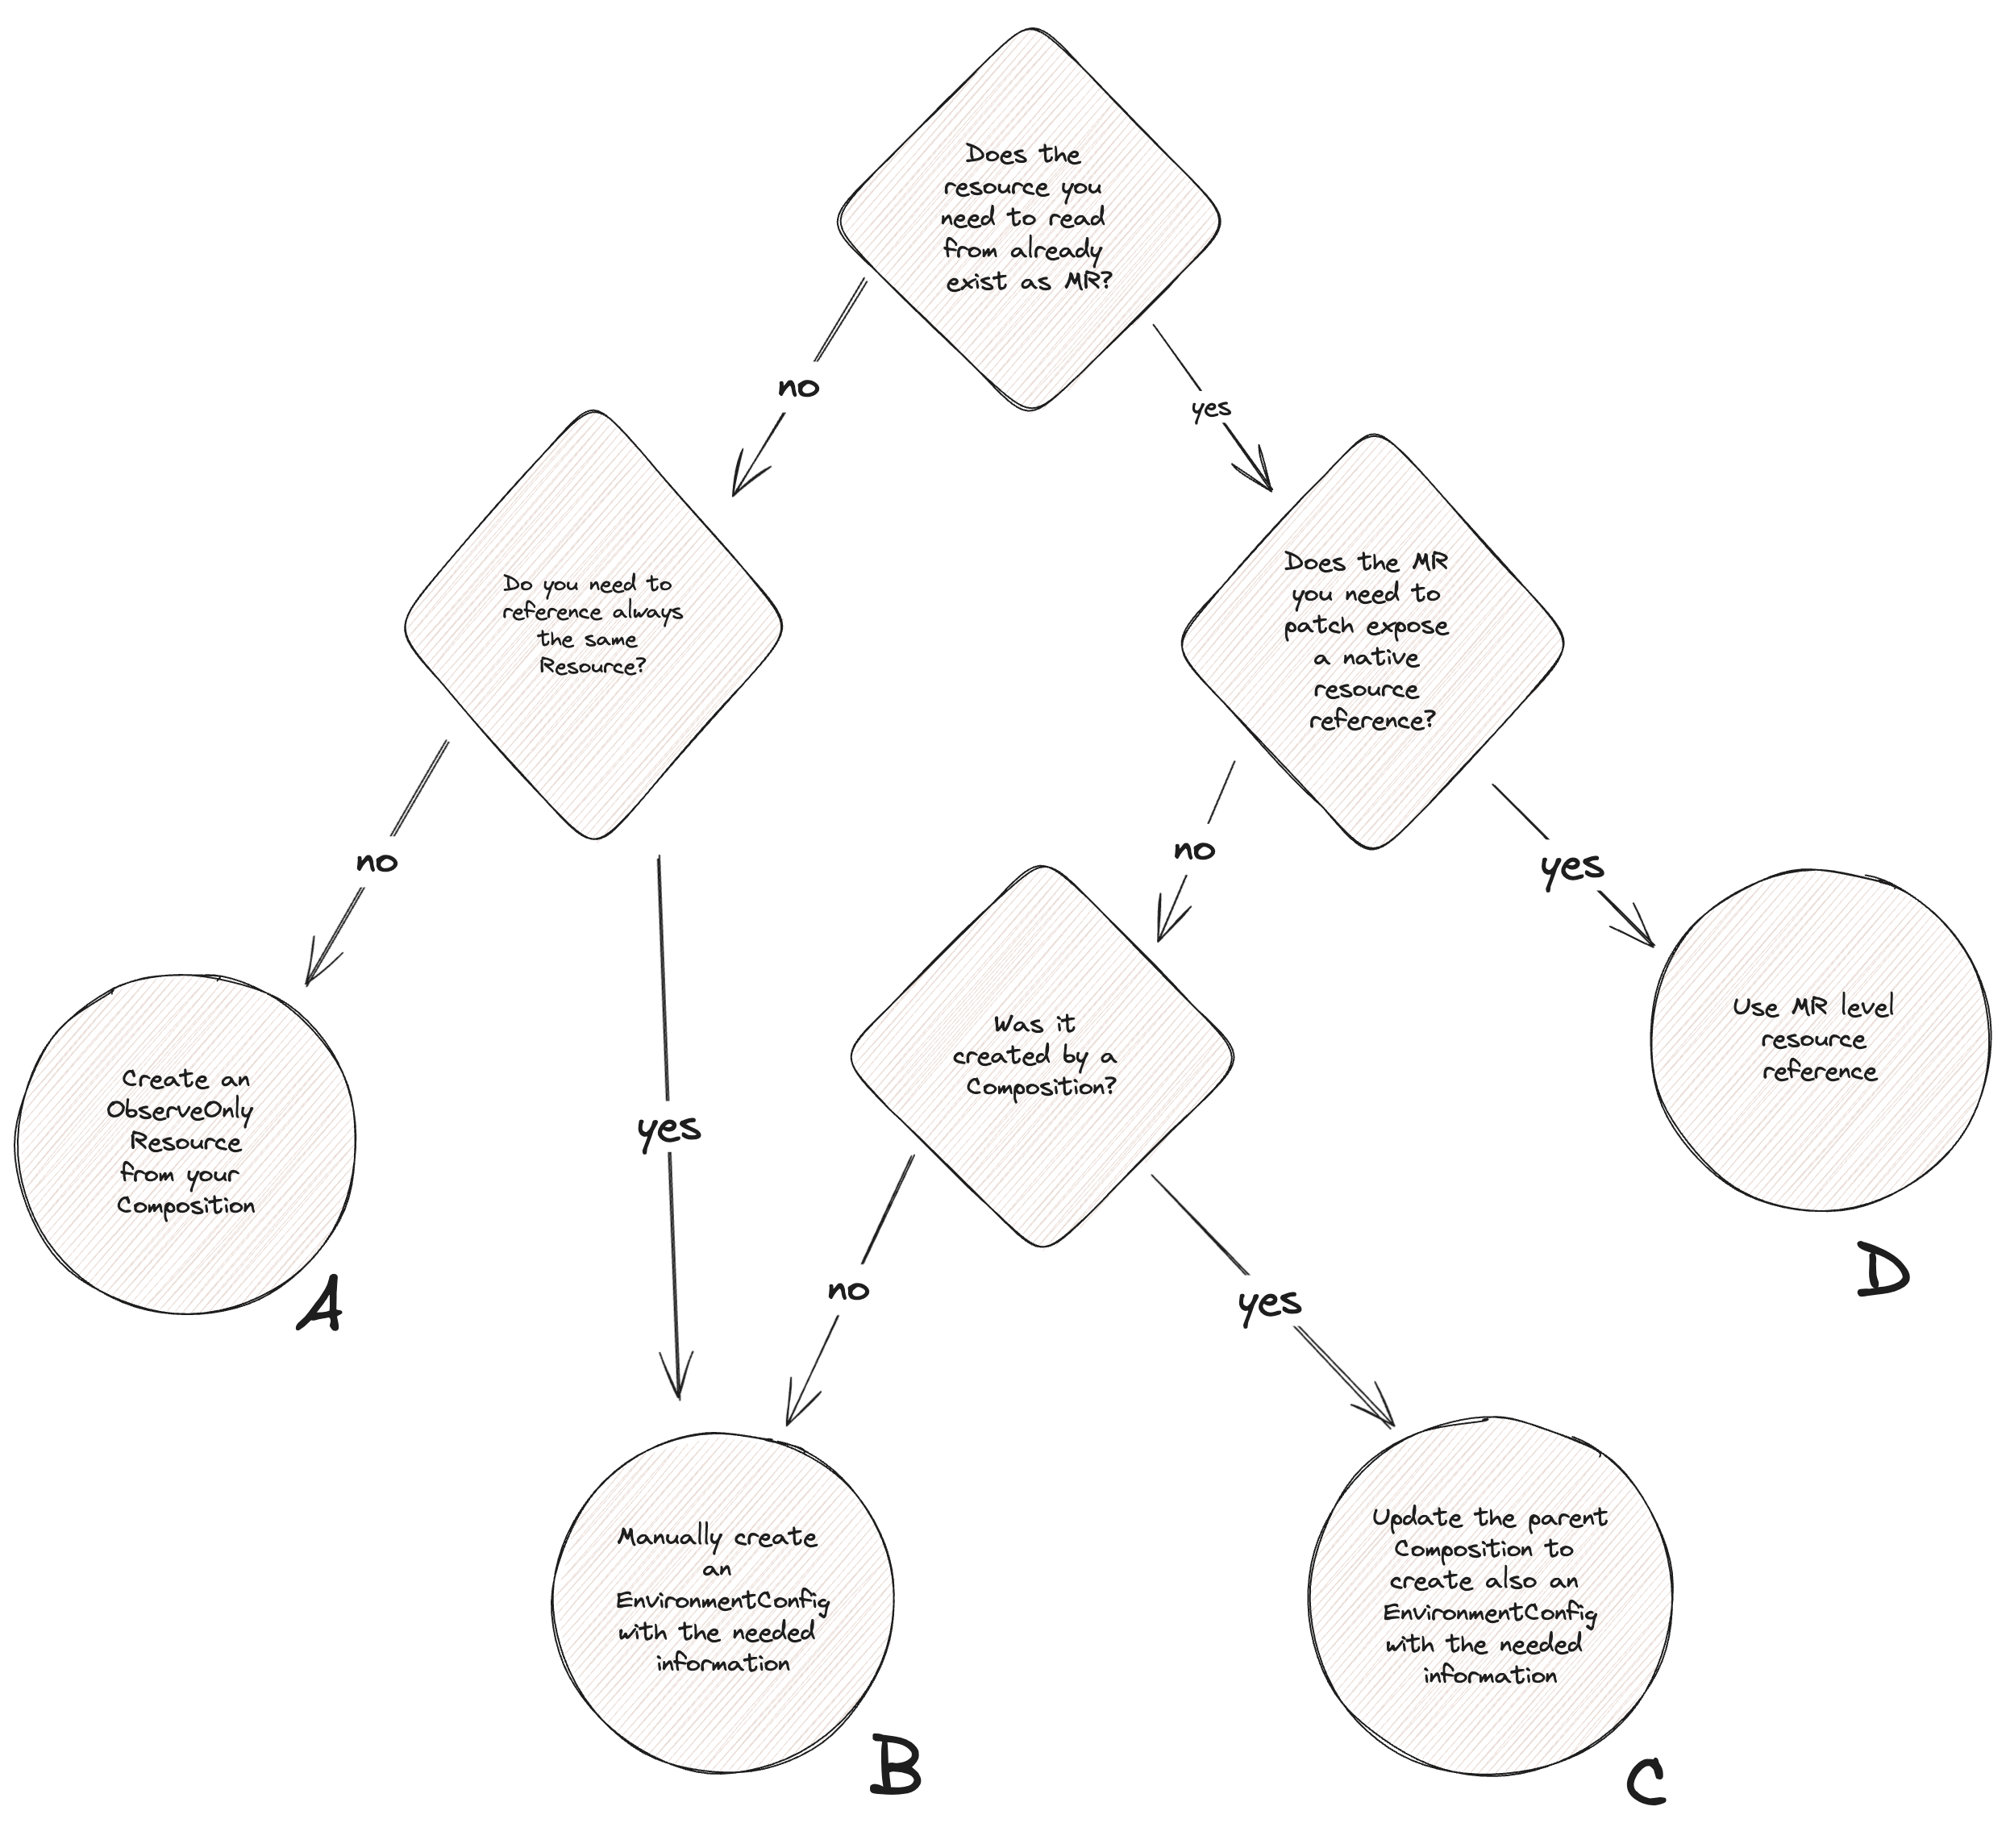 Does the
resource you
need to read
from already
exist as MR?
no
yes
Do you need to
reference always
the same
Resource?
Does the MR
you need to
patch expose
a native
resource
reference?
no
yes
no
yes
Was it
created by a
Composition?
Use MR level
resource
reference
D
Create an
ObserveOnly
Resource
from your
Composition
A
no
yes
Manually create
an
EnvironmentConfig
with the needed
information
B
Update the parent
Composition to
create also an
EnvironmentConfig
with the needed
information
C